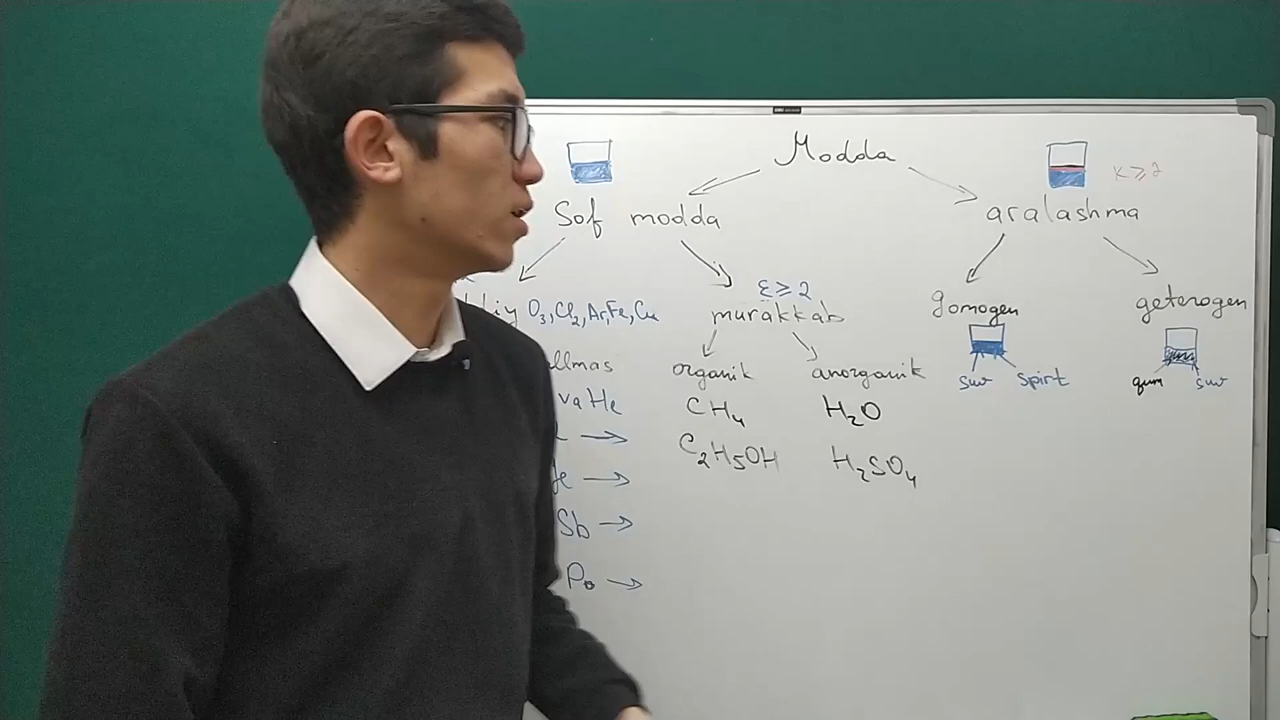 Modda
K ⩾ 2
Sof modda
aralashma
ε ⩾ 2
O₃, Cl₂, Ar, Fe, Cu
murakkab
gomogen
geterogen
organik
anorganik
suv
spirt
qum
suv
va He
CH₄
H₂O
C₂H₅OH
H₂SO₄
Sb →
Po →